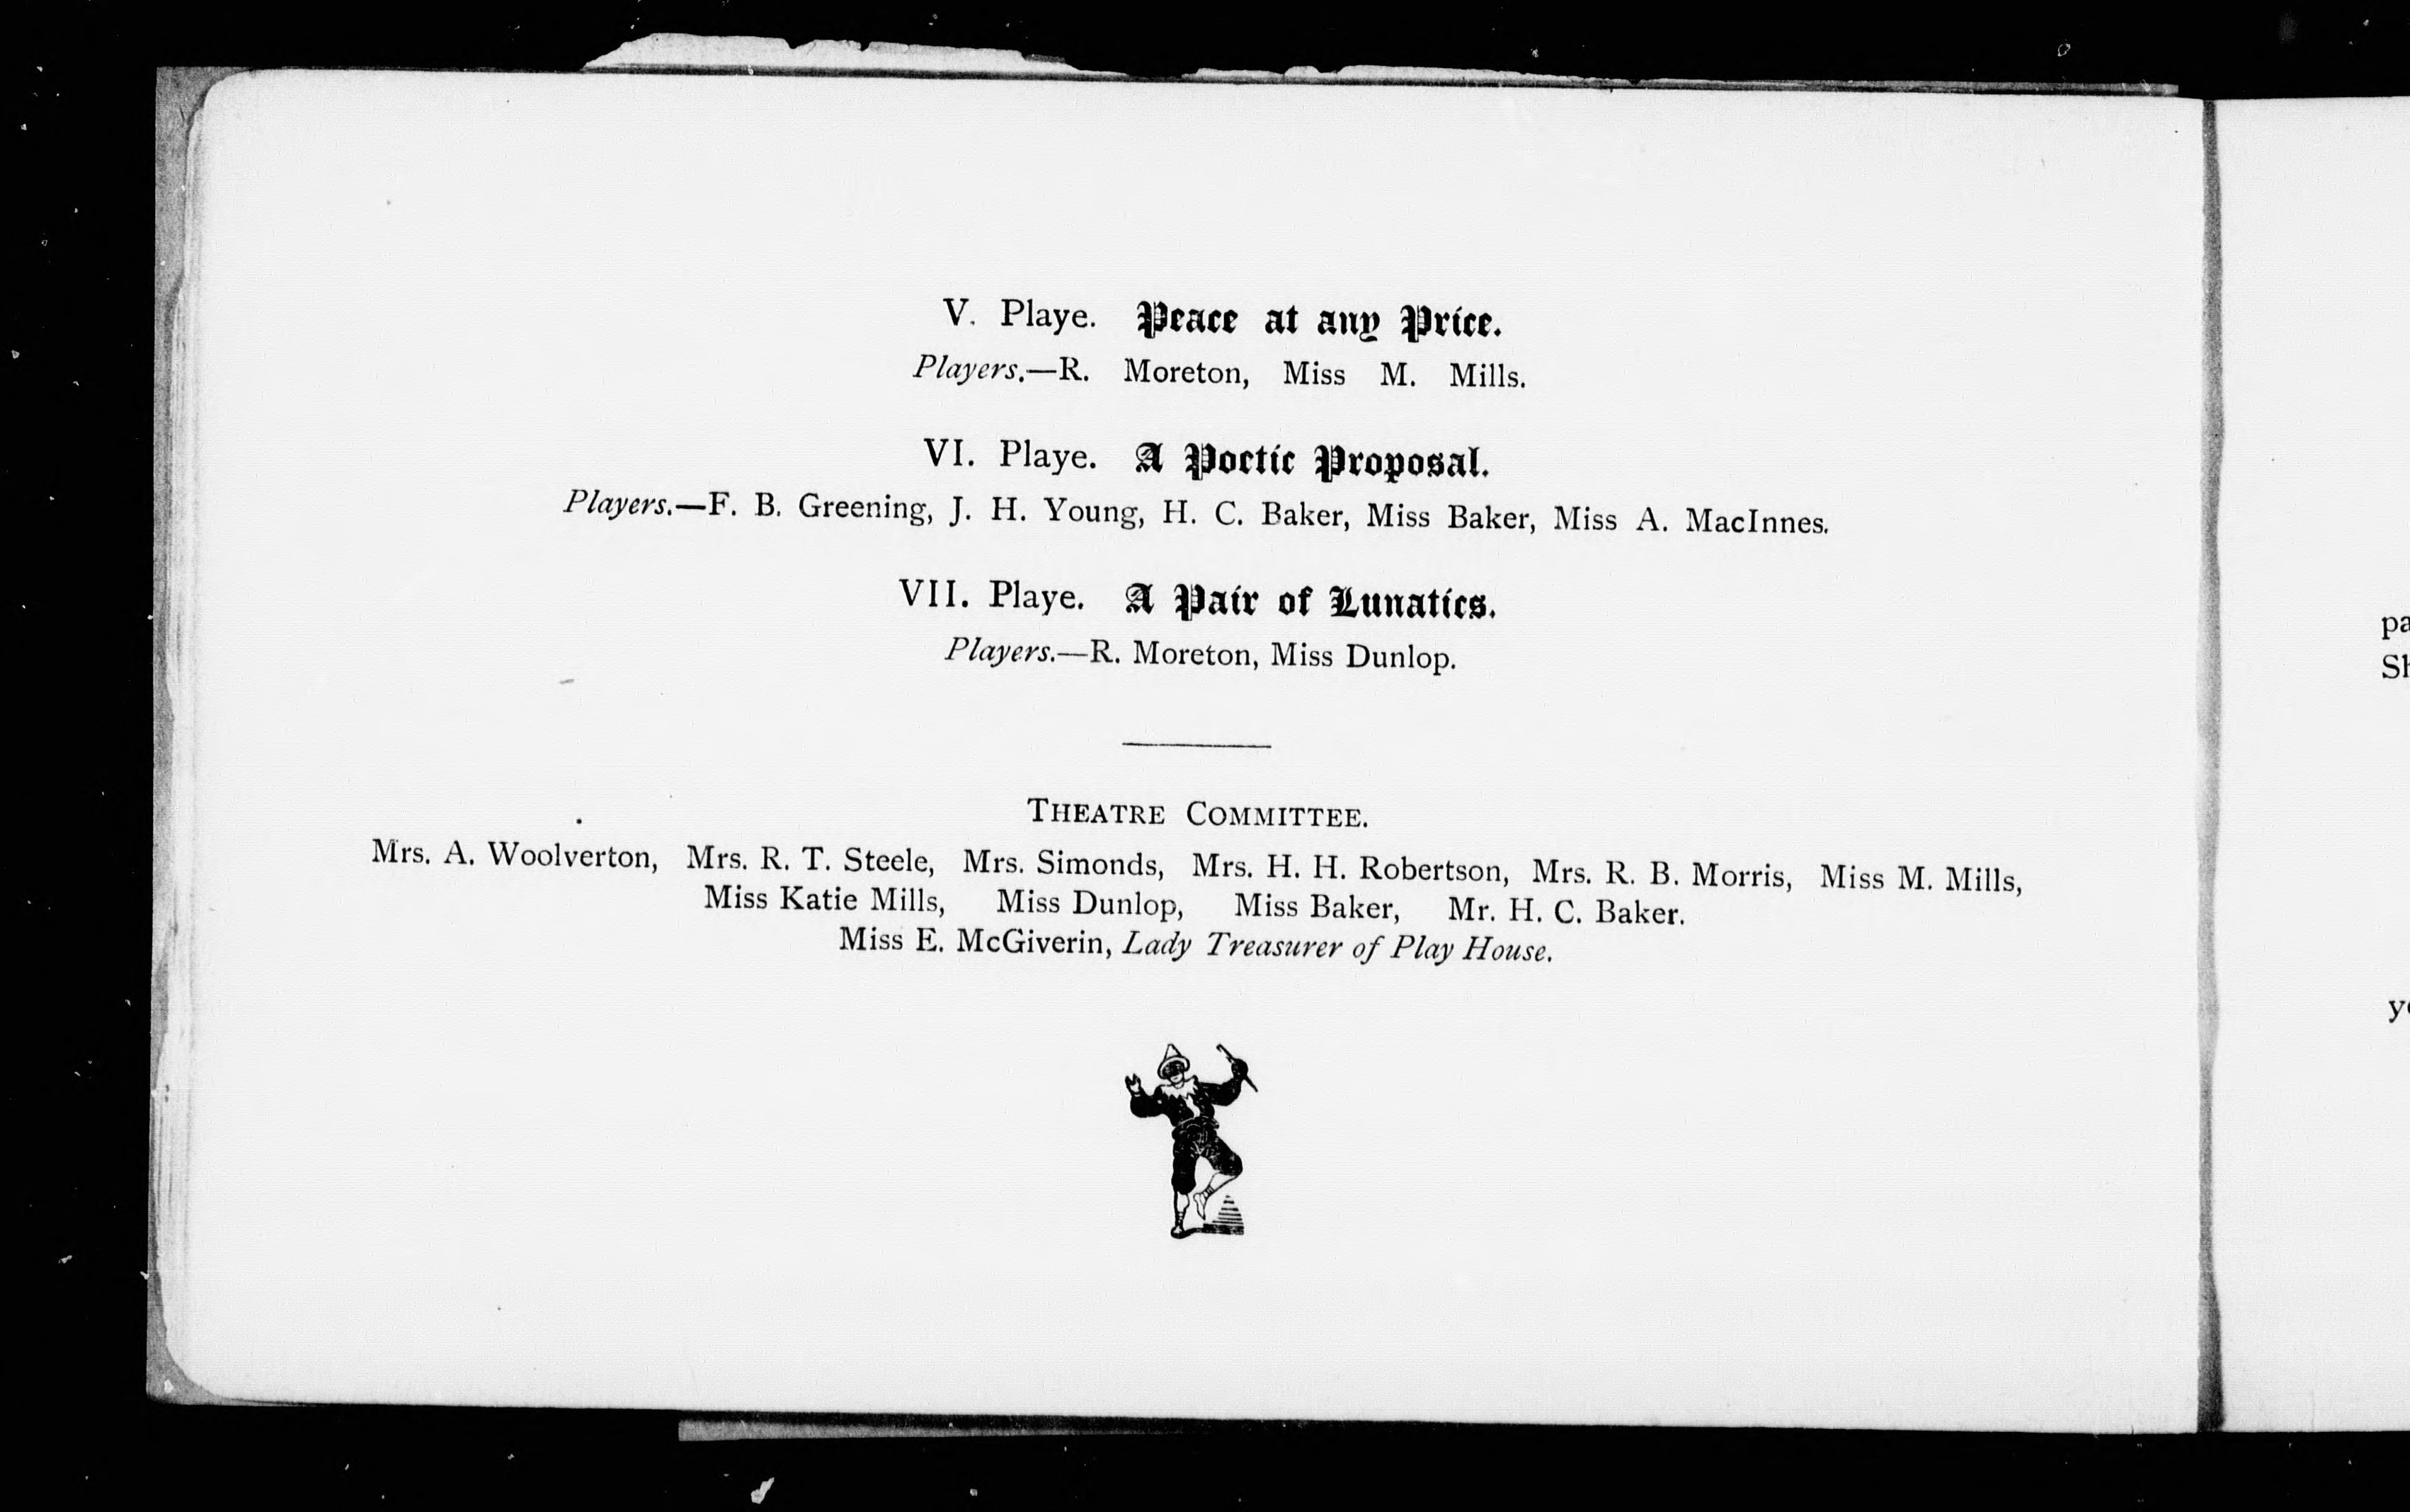 V. Playe. Peace at any Price.
Players.—R. Moreton, Miss M. Mills.
VI. Playe. A Poetic Proposal.
Players.—F. B. Greening, J. H. Young, H. C. Baker, Miss Baker, Miss A. MacInnes.
VII. Playe. A Pair of Lunatics.
Players.—R. Moreton, Miss Dunlop.
THEATRE COMMITTEE.
Mrs. A. Woolverton, Mrs. R. T. Steele, Mrs. Simonds, Mrs. H. H. Robertson, Mrs. R. B. Morris, Miss M. Mills,
Miss Katie Mills, Miss Dunlop, Miss Baker, Mr. H. C. Baker.
Miss E. McGiverin, Lady Treasurer of Play House.